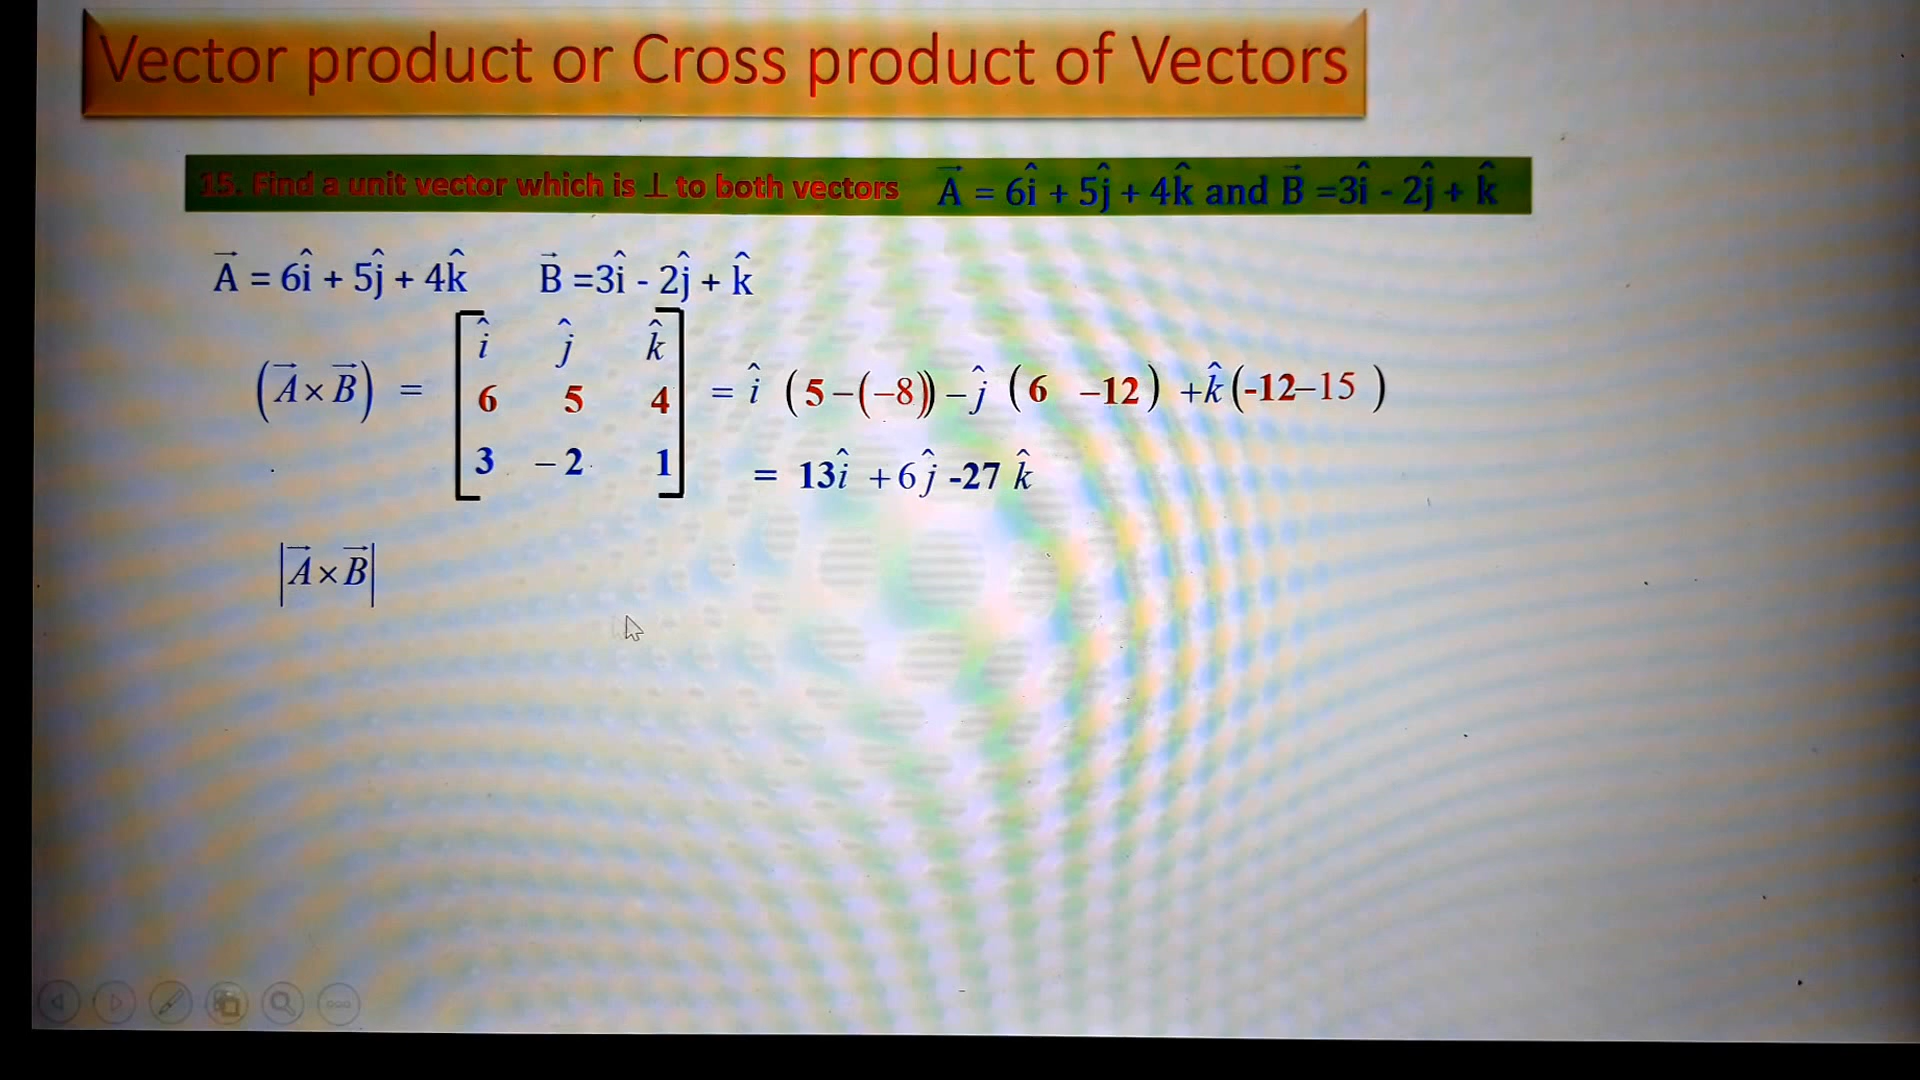 Vector product or Cross product of Vectors
15. Find a unit vector which is ⊥ to both vectors A⃗ = 6î + 5ĵ + 4k̂ and B⃗ =3î - 2ĵ + k̂
A⃗ = 6î + 5ĵ + 4k̂ B⃗ =3î - 2ĵ + k̂
î ĵ k̂
(A⃗ × B⃗) = 6 5 4 = î (5−(−8)) −ĵ (6 −12) +k̂(-12−15 )
3 −2 1 = 13î +6ĵ -27 k̂
|A⃗ × B⃗|